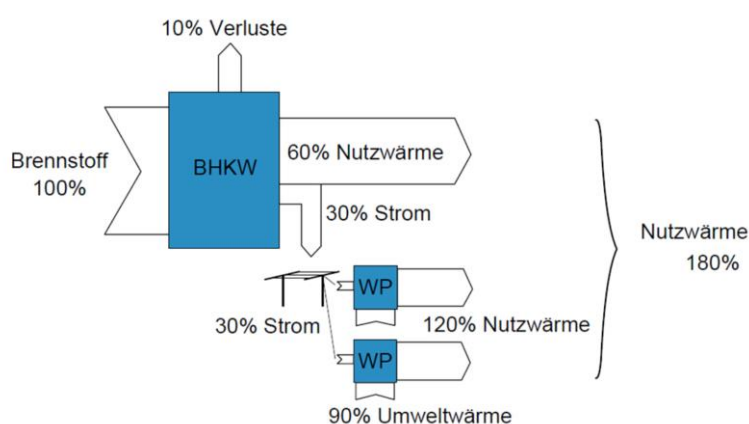 10% Verluste
Brennstoff
100%
BHKW
60% Nutzwärme
30% Strom
Nutzwärme
180%
WP
30% Strom
120% Nutzwärme
WP
90% Umweltwärme